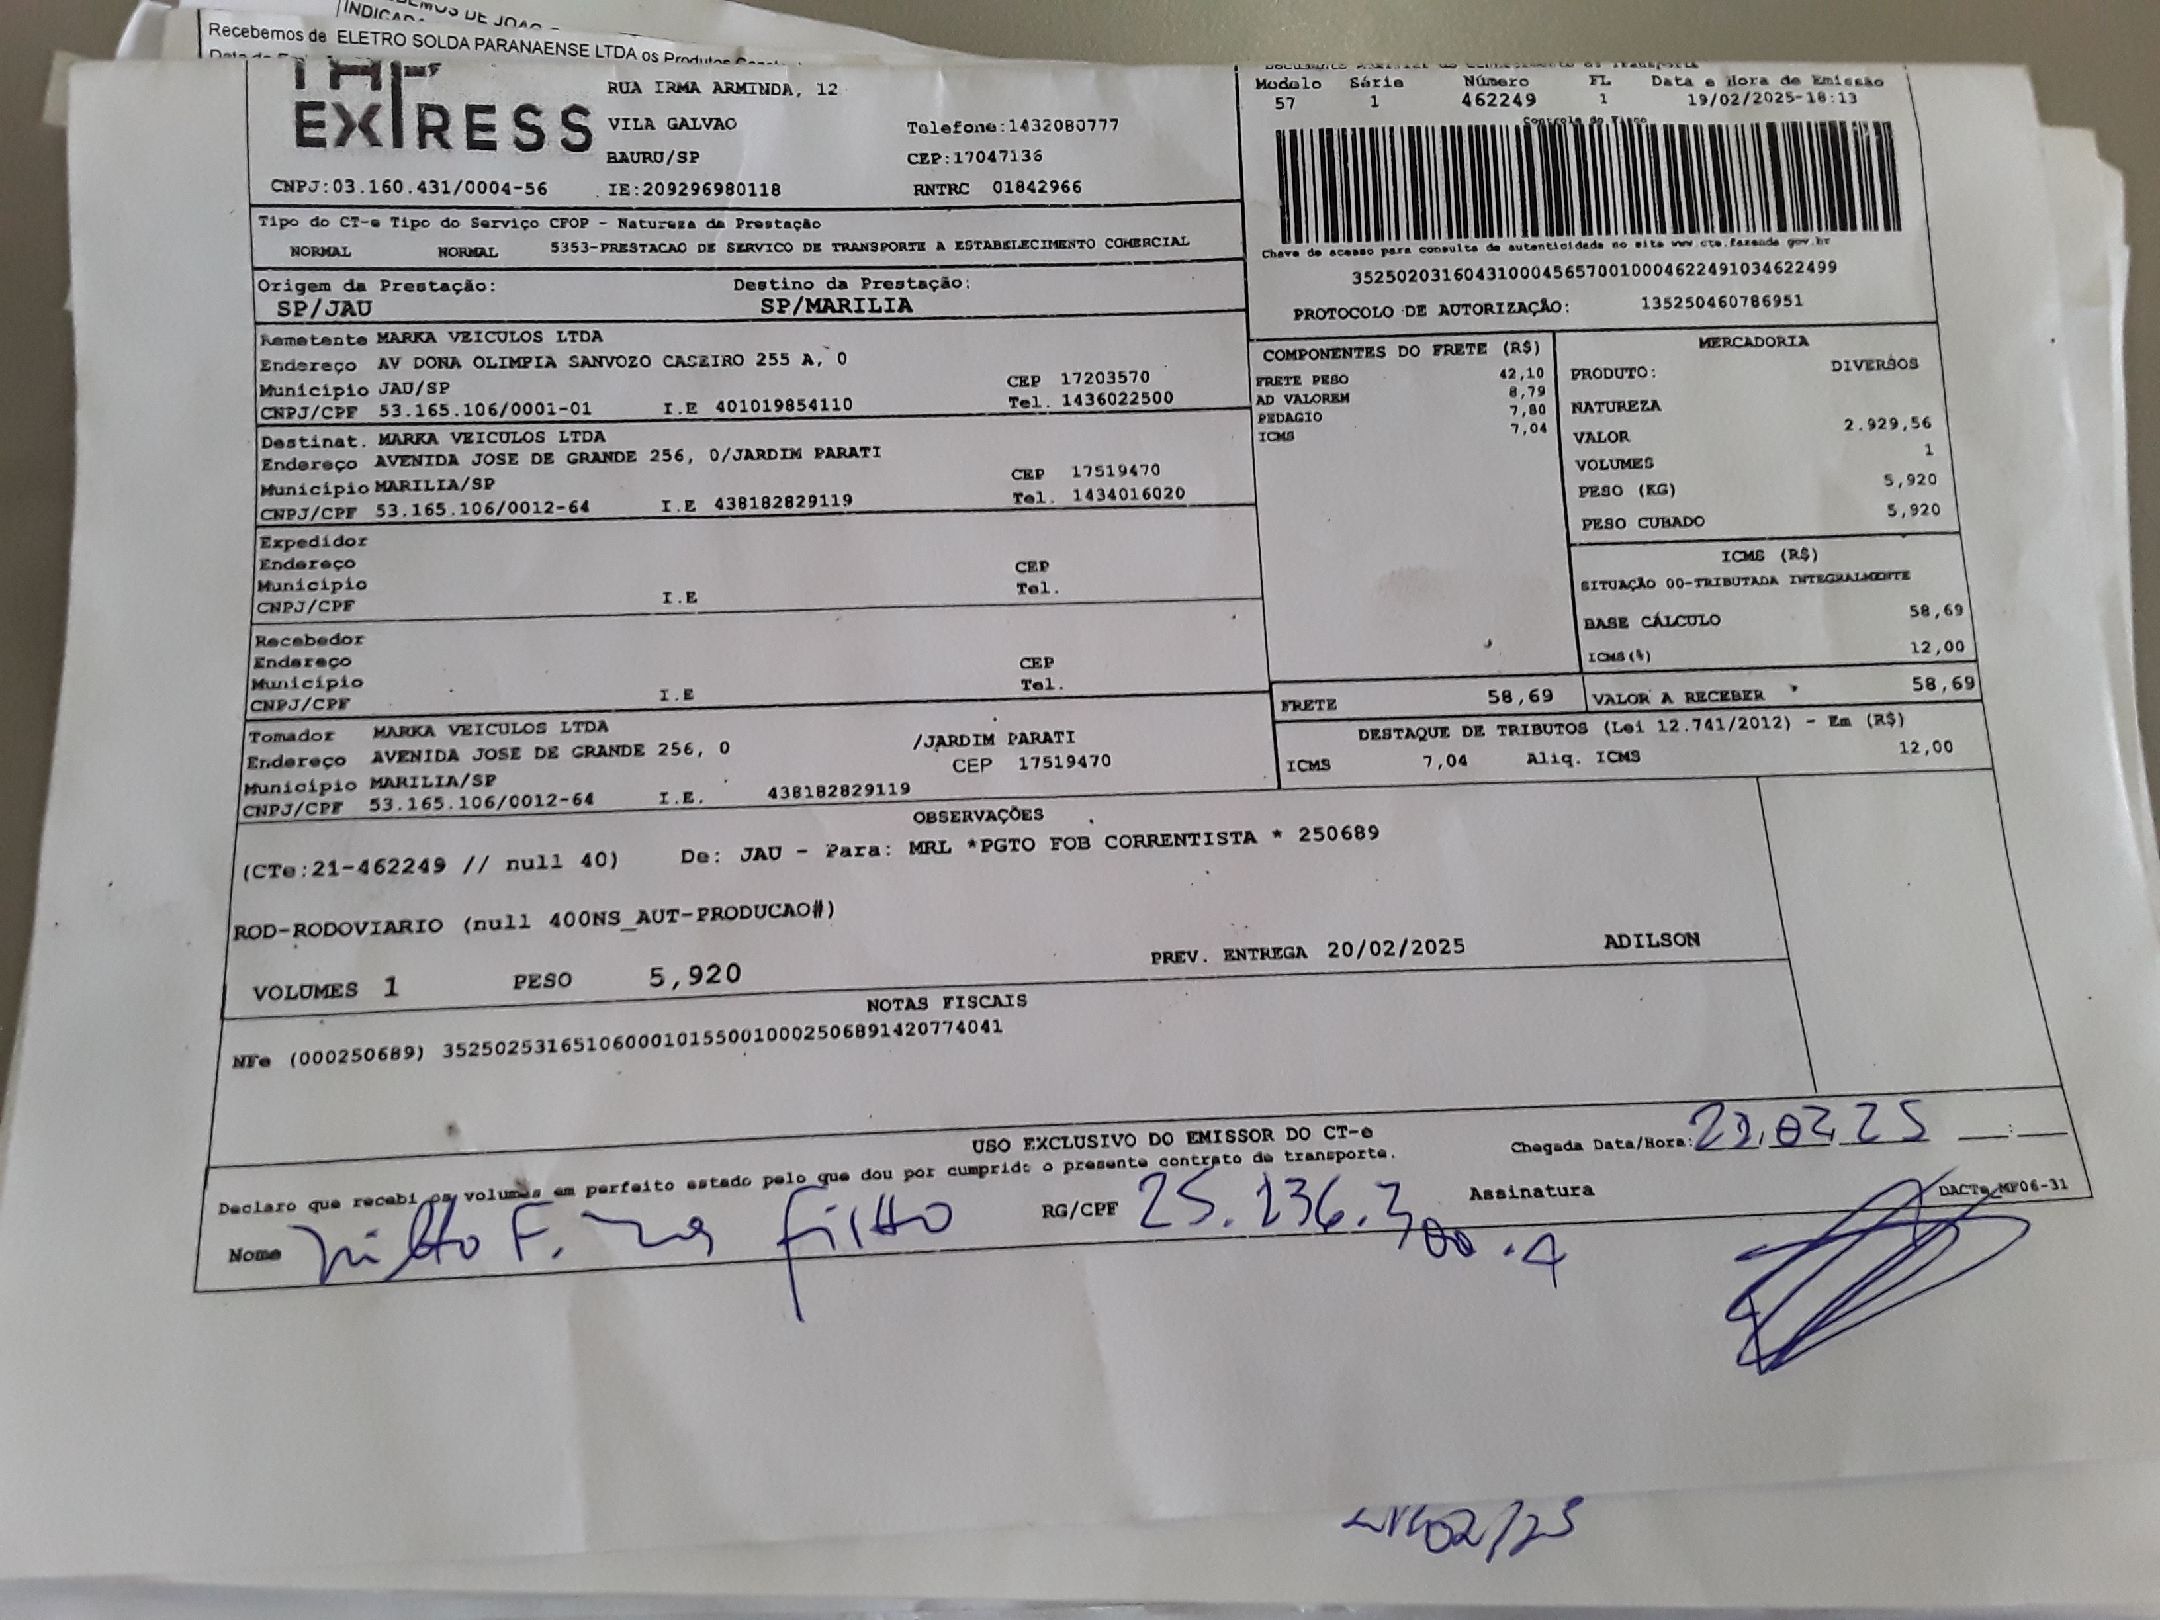 Recebemos de ELETRO SOLDA PARANAENSE LTDA os Produtos
EXPRESS
RUA IRMA ARMINDA, 12
VILA GALVAO
Telefone:1432080777
BAURU/SP
CEP:17047136
CNPJ:03.160.431/0004-56 IE:209296980118 RNTRC 01842966
Modelo Série Número FL Data e Hora de Emissão
57 1 462249 1 19/02/2025-18:13
Controle do Fisco
Chave de acesso para consulta de autenticidade no site www.cte.fazenda gov.br
35250203160431000456570010004622491034622499
PROTOCOLO DE AUTORIZAÇÃO: 135250460786951
Tipo do CT-e Tipo do Serviço CFOP - Natureza da Prestação
NORMAL NORMAL 5353-PRESTACAO DE SERVICO DE TRANSPORTE A ESTABELECIMENTO COMERCIAL
Origem da Prestação: Destino da Prestação:
SP/JAU SP/MARILIA
Remetente MARKA VEICULOS LTDA
Endereço AV DONA OLIMPIA SANVOZO CASEIRO 255 A, 0
Município JAU/SP CEP 17203570
CNPJ/CPF 53.165.106/0001-01 I.E 401019854110 Tel. 1436022500
Destinat. MARKA VEICULOS LTDA
Endereço AVENIDA JOSE DE GRANDE 256, 0/JARDIM PARATI
Município MARILIA/SP CEP 17519470
CNPJ/CPF 53.165.106/0012-64 I.E 438182829119 Tel. 1434016020
Expedidor
Endereço CEP
Município Tel.
CNPJ/CPF I.E
Recebedor
Endereço CEP
Município Tel.
CNPJ/CPF I.E
Tomador MARKA VEICULOS LTDA
Endereço AVENIDA JOSE DE GRANDE 256, 0 /JARDIM PARATI
Município MARILIA/SP CEP 17519470
CNPJ/CPF 53.165.106/0012-64 I.E. 438182829119
COMPONENTES DO FRETE (R$)
FRETE PESO 42,10
AD VALOREM 8,79
PEDAGIO 7,80
ICMS 7,04
MERCADORIA
PRODUTO: DIVERSOS
NATUREZA
VALOR 2.929,56
VOLUMES 1
PESO (KG) 5,920
PESO CUBADO 5,920
ICMS (R$)
SITUAÇÃO 00-TRIBUTADA INTEGRALMENTE
BASE CÁLCULO 58,69
ICMS(%) 12,00
FRETE 58,69 VALOR A RECEBER 58,69
DESTAQUE DE TRIBUTOS (Lei 12.741/2012) - Em (R$)
ICMS 7,04 Aliq. ICMS 12,00
OBSERVAÇÕES
(CTe:21-462249 // null 40) De: JAU - Para: MRL *PGTO FOB CORRENTISTA * 250689
ROD-RODOVIARIO (null 400NS_AUT-PRODUCAO#)
PREV. ENTREGA 20/02/2025 ADILSON
VOLUMES 1 PESO 5,920
NOTAS FISCAIS
NFe (000250689) 35250253165106000101550010002506891420774041
USO EXCLUSIVO DO EMISSOR DO CT-e
Declaro que recebi os volumes em perfeito estado pelo que dou por cumprido o presente contrato de transporte.
Chegada Data/Hora: __:__
Nome F. filho RG/CPF Assinatura
DACTe_MF06-31